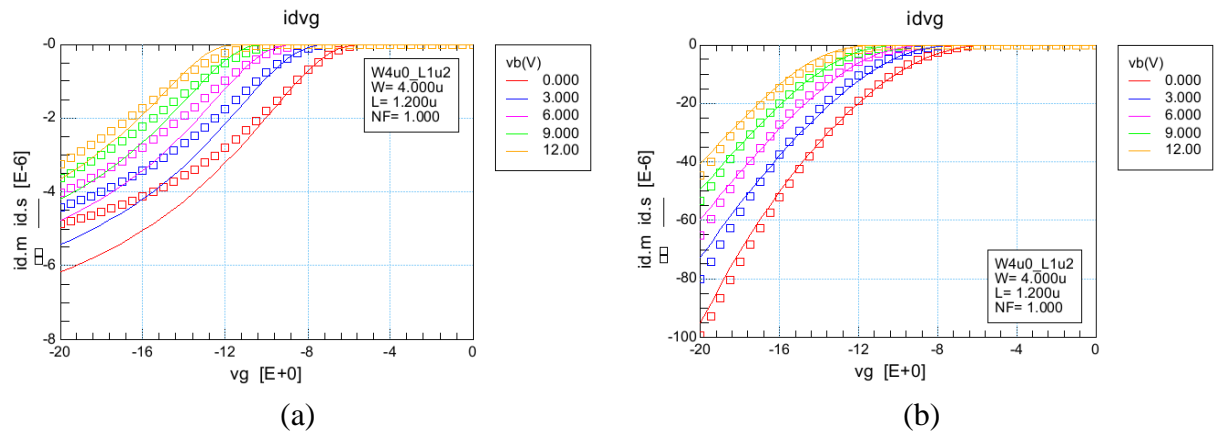 idvg
-0
-2
-4
-6
-8
id.m id.s [E-6]
-20 -16 -12 -8 -4 0
vg [E+0]
W4u0_L1u2
W= 4.000u
L= 1.200u
NF= 1.000
vb(V)
0.000
3.000
6.000
9.000
12.00
(a)
idvg
0
-20
-40
-60
-80
-100
id.m id.s [E-6]
-20 -16 -12 -8 -4 0
vg [E+0]
W4u0_L1u2
W= 4.000u
L= 1.200u
NF= 1.000
vb(V)
0.000
3.000
6.000
9.000
12.00
(b)